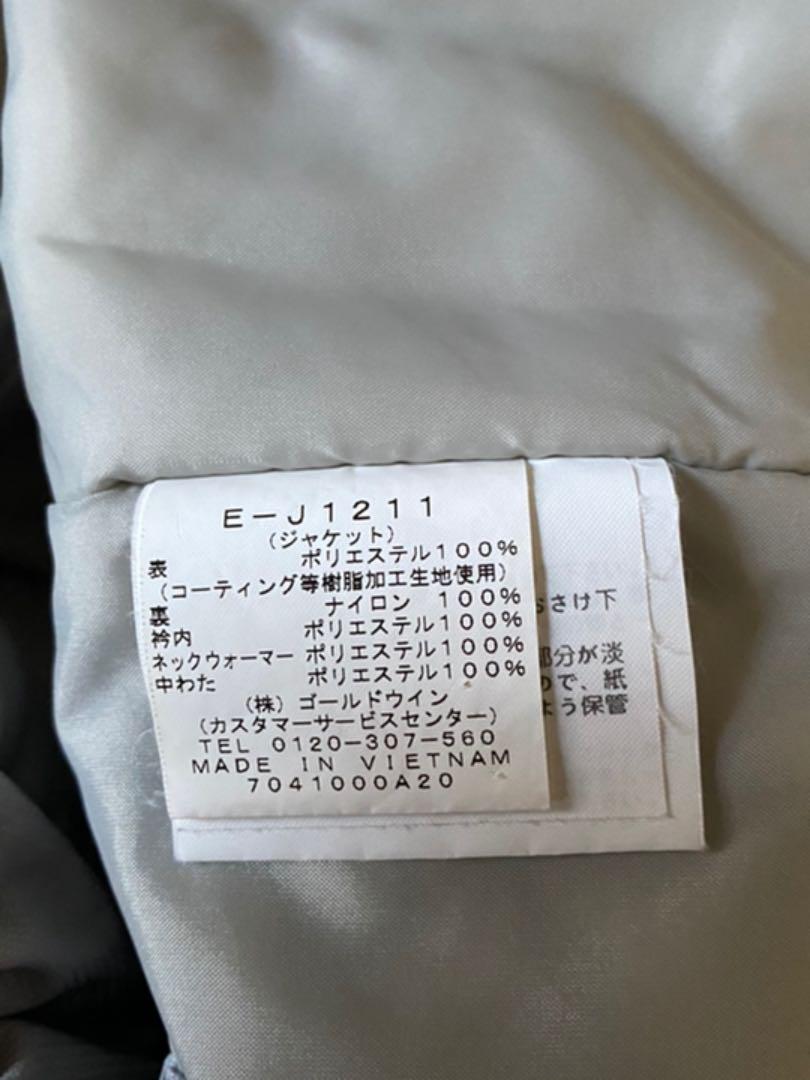 E-J1211
(ジャケット)
表 ポリエステル100%
(コーティング等樹脂加工生地使用)
裏 ナイロン 100%
衿内 ポリエステル100%
ネックウォーマー ポリエステル100%
中わた ポリエステル100%
(株) ゴールドウイン
(カスタマーサービスセンター)
TEL 0120-307-560
MADE IN VIETNAM
7041000A20
さけ下
部分が淡
ので、紙
よう保管